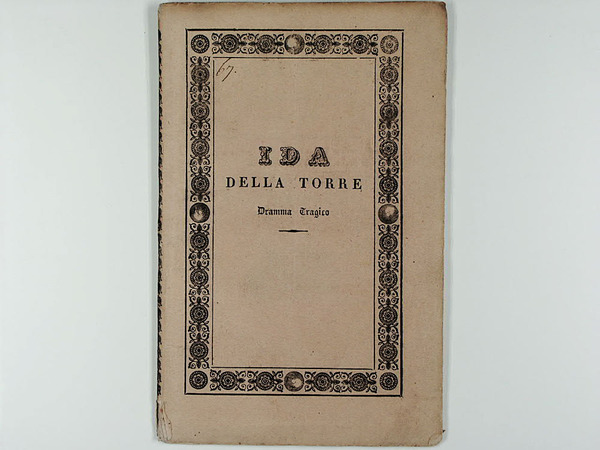 IDA
DELLA TORRE
Dramma Tragico